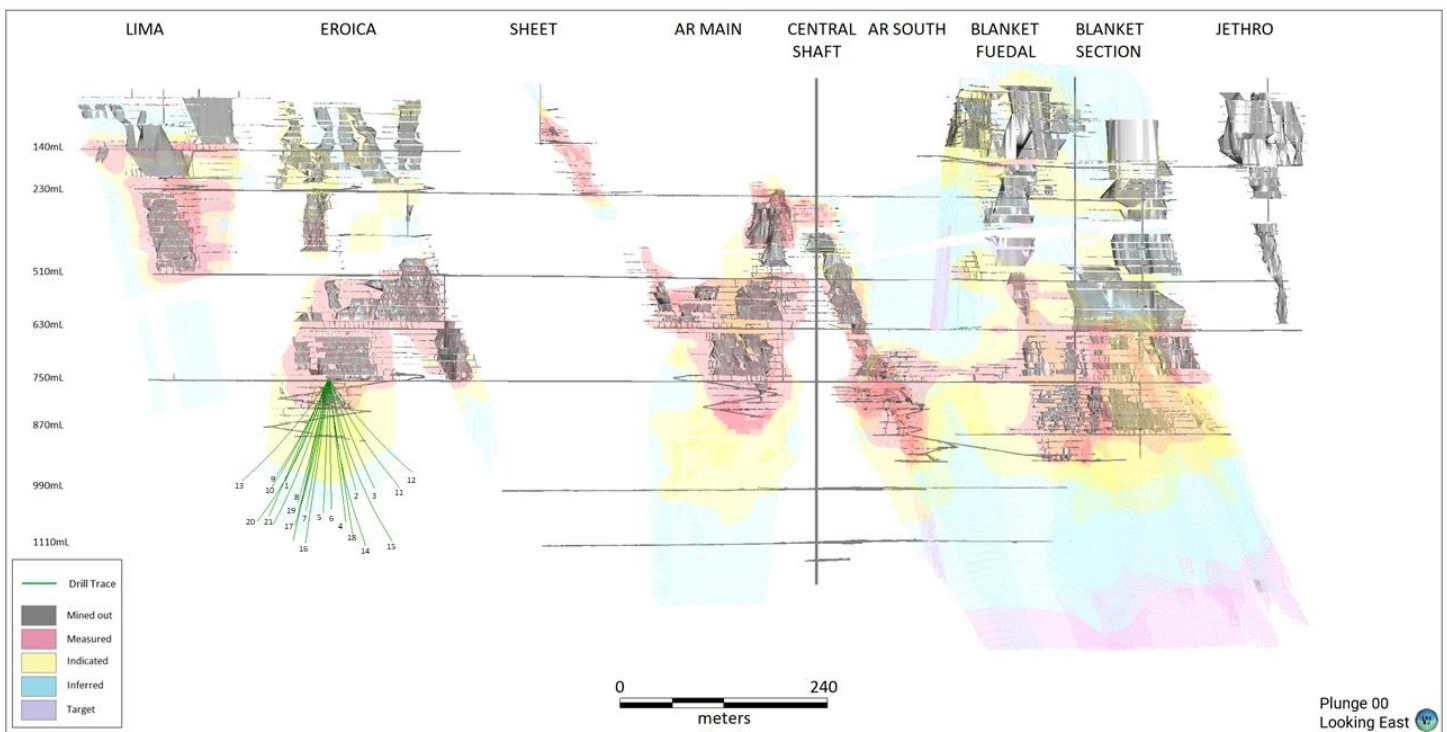 LIMA EROICA SHEET AR MAIN CENTRAL SHAFT AR SOUTH BLANKET FUEDAL BLANKET SECTION JETHRO
140mL
230mL
510mL
630mL
750mL
870mL
990mL
1110mL
13 9 10 1 8 19 7 5 6 2 3 11 12
20 21 17 16 4 18 14 15
Drill Trace
Mined out
Measured
Indicated
Inferred
Target
0 240
meters
Plunge 00
Looking East